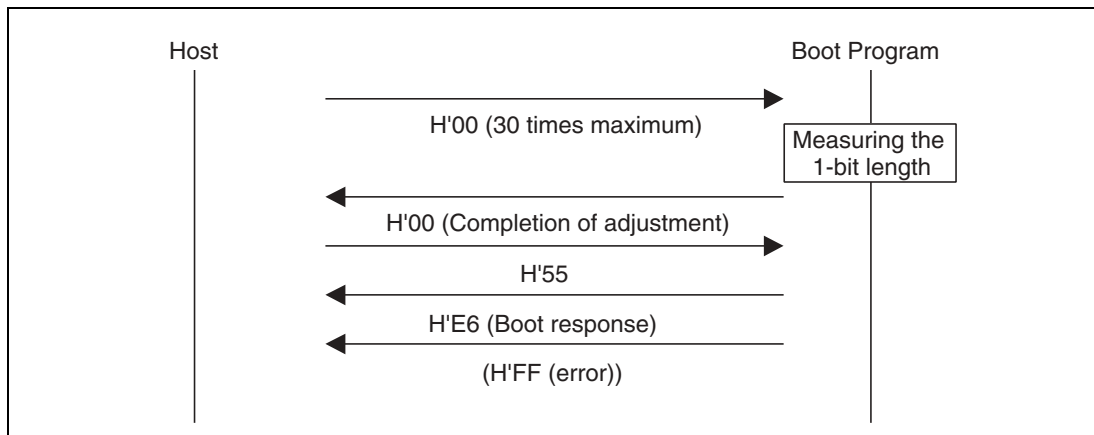 Host
Boot Program
H'00 (30 times maximum)
Measuring the
1-bit length
H'00 (Completion of adjustment)
H'55
H'E6 (Boot response)
(H'FF (error))